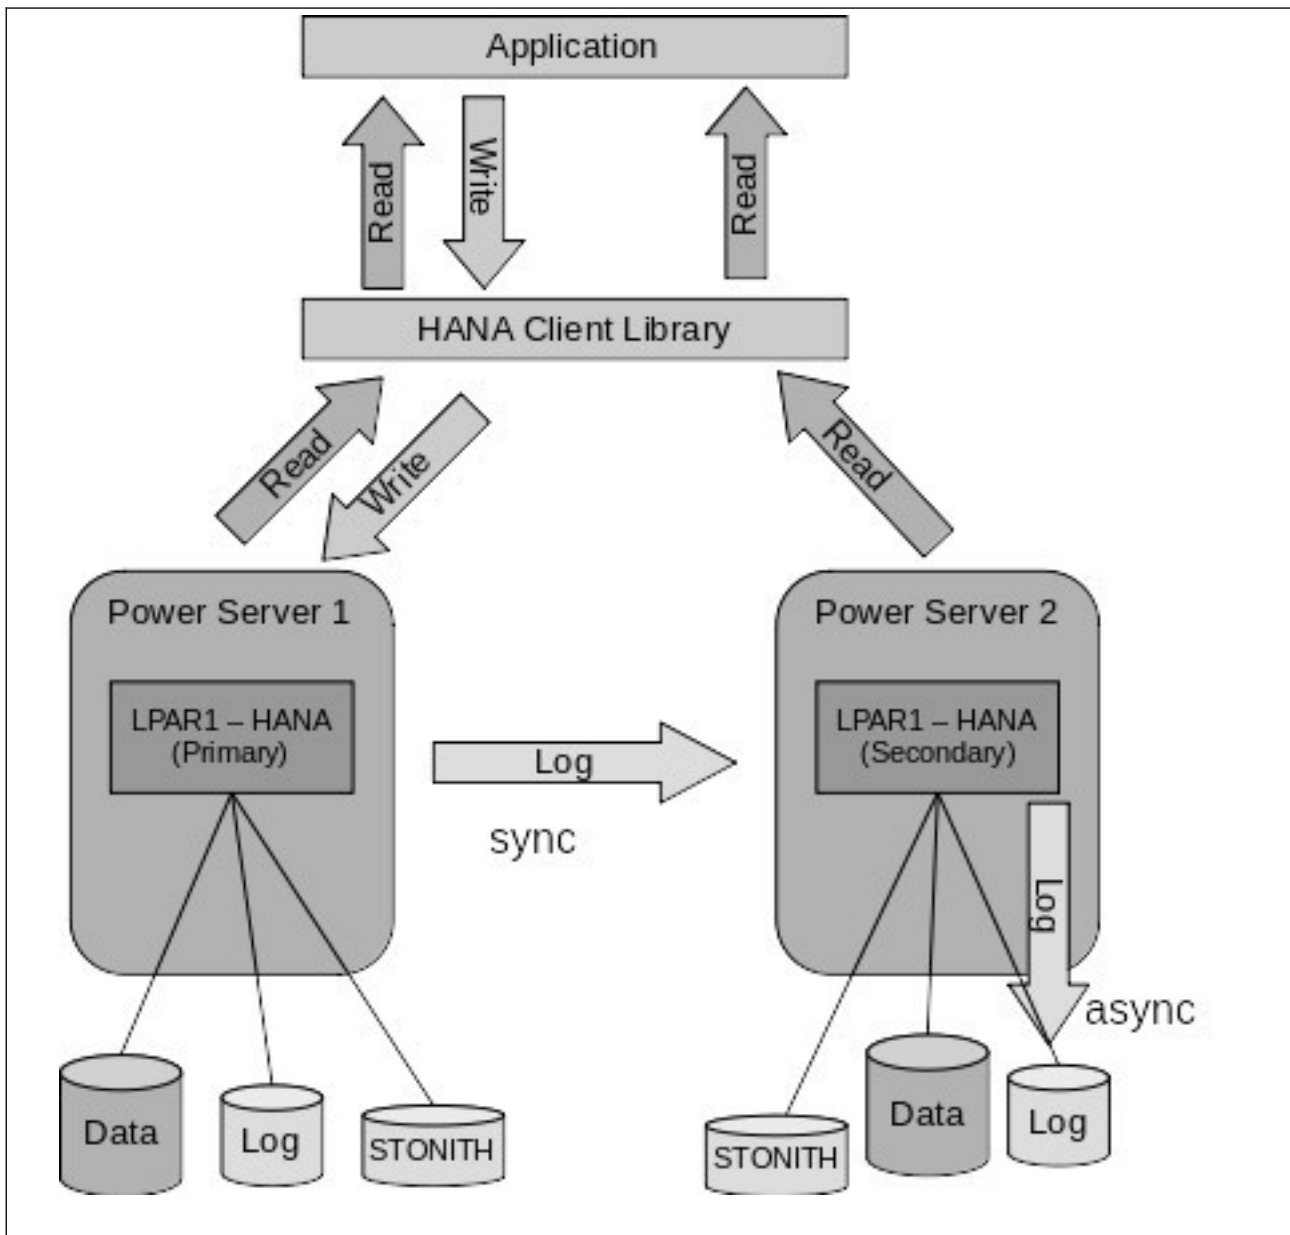 Application
Read
Write
Read
HANA Client Library
Read
Write
Read
Power Server 1
Power Server 2
LPAR1 – HANA
(Primary)
LPAR1 – HANA
(Secondary)
Log
sync
Log
async
Data
Log
STONITH
STONITH
Data
Log